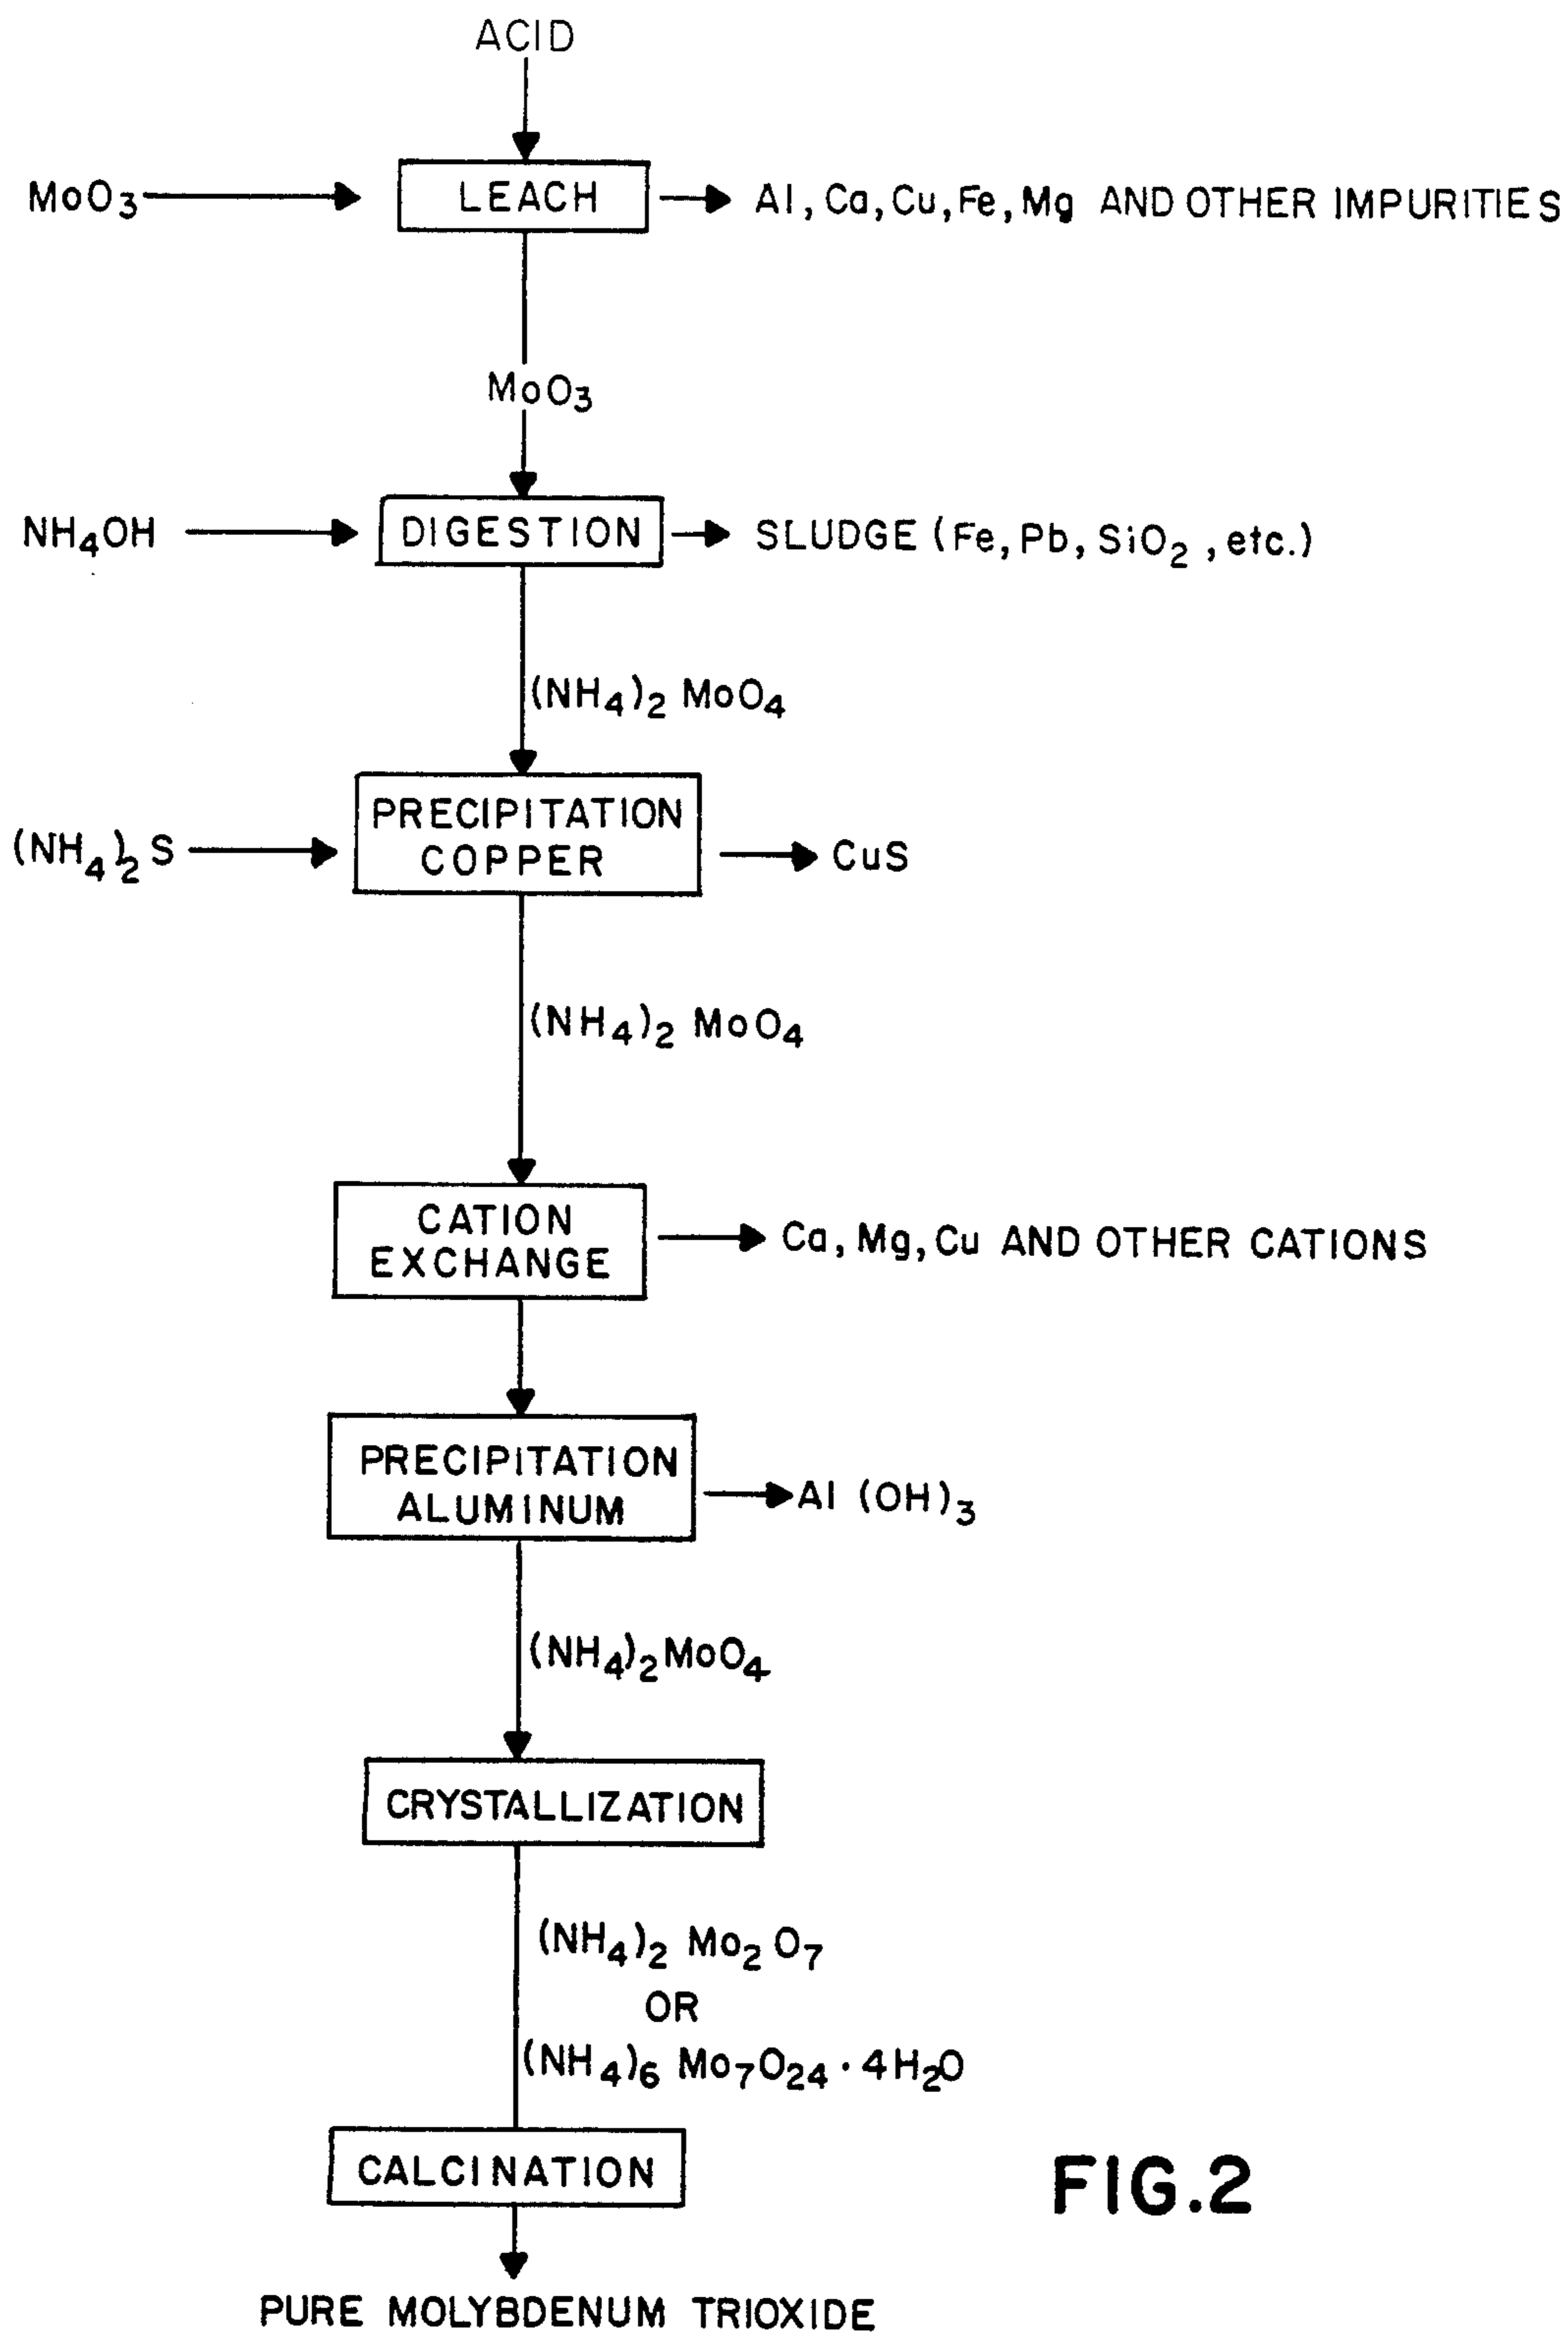 ACID
MoO₃
LEACH
Al, Ca, Cu, Fe, Mg AND OTHER IMPURITIES
MoO₃
NH₄OH
DIGESTION
SLUDGE (Fe, Pb, SiO₂, etc.)
(NH₄)₂ MoO₄
PRECIPITATION
COPPER
(NH₄)₂ S
CuS
(NH₄)₂ MoO₄
CATION
EXCHANGE
Ca, Mg, Cu AND OTHER CATIONS
PRECIPITATION
ALUMINUM
Al (OH)₃
(NH₄)₂ MoO₄
CRYSTALLIZATION
(NH₄)₂ Mo₂ O₇
OR
(NH₄)₆ Mo₇O₂₄ · 4H₂O
CALCINATION
FIG.2
PURE MOLYBDENUM TRIOXIDE